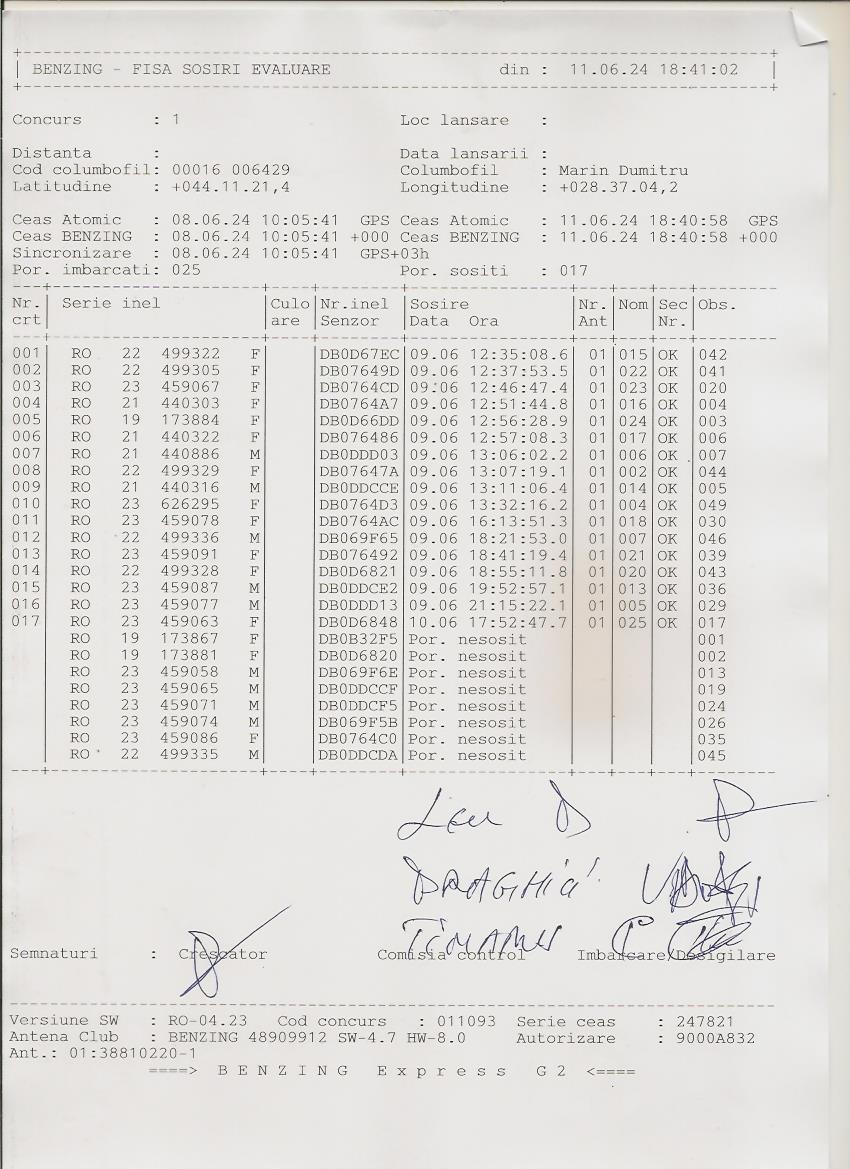 BENZING - FISA SOSIRI EVALUARE din : 11.06.24 18:41:02
Concurs : 1 Loc lansare :
Distanta : Data lansarii :
Cod columbofil: 00016 006429 Columbofil : Marin Dumitru
Latitudine : +044.11.21,4 Longitudine : +028.37.04,2
Ceas Atomic : 08.06.24 10:05:41 GPS Ceas Atomic : 11.06.24 18:40:58 GPS
Ceas BENZING : 08.06.24 10:05:41 +000 Ceas BENZING : 11.06.24 18:40:58 +000
Sincronizare : 08.06.24 10:05:41 GPS+03h
Por. imbarcati: 025 Por. sositi : 017
Nr. Serie inel Culo Nr.inel Sosire Nr. Nom Sec Obs.
crt are Senzor Data Ora Ant Nr.
001 RO 22 499322 F DB0D67EC 09.06 12:35:08.6 01 015 OK 042
002 RO 22 499305 F DB07649D 09.06 12:37:53.5 01 022 OK 041
003 RO 23 459067 F DB0764CD 09.06 12:46:47.4 01 023 OK 020
004 RO 21 440303 F DB0764A7 09.06 12:51:44.8 01 016 OK 004
005 RO 19 173884 F DB0D66DD 09.06 12:56:28.9 01 024 OK 003
006 RO 21 440322 F DB076486 09.06 12:57:08.3 01 017 OK 006
007 RO 21 440886 M DB0DDD03 09.06 13:06:02.2 01 006 OK 007
008 RO 22 499329 F DB07647A 09.06 13:07:19.1 01 002 OK 044
009 RO 21 440316 M DB0DDCCE 09.06 13:11:06.4 01 014 OK 005
010 RO 23 626295 F DB0764D3 09.06 13:32:16.2 01 004 OK 049
011 RO 23 459078 F DB0764AC 09.06 16:13:51.3 01 018 OK 030
012 RO 22 499336 M DB069F65 09.06 18:21:53.0 01 007 OK 046
013 RO 23 459091 F DB076492 09.06 18:41:19.4 01 021 OK 039
014 RO 22 499328 F DB0D6821 09.06 18:55:11.8 01 020 OK 043
015 RO 23 459087 M DB0DDCE2 09.06 19:52:57.1 01 013 OK 036
016 RO 23 459077 M DB0DDD13 09.06 21:15:22.1 01 005 OK 029
017 RO 23 459063 F DB0D6848 10.06 17:52:47.7 01 025 OK 017
RO 19 173867 F DB0B32F5 Por. nesosit 001
RO 19 173881 F DB0D6820 Por. nesosit 002
RO 23 459058 M DB069F6E Por. nesosit 013
RO 23 459065 M DB0DDCCF Por. nesosit 019
RO 23 459071 M DB0DDCF5 Por. nesosit 024
RO 23 459074 M DB069F5B Por. nesosit 026
RO 23 459086 F DB0764C0 Por. nesosit 035
RO 22 499335 M DB0DDCDA Por. nesosit 045
Semnaturi : Crescator Comisia control Imbarcare/Desigilare
Versiune SW : RO-04.23 Cod concurs : 011093 Serie ceas : 247821
Antena Club : BENZING 48909912 SW-4.7 HW-8.0 Autorizare : 9000A832
Ant.: 01:38810220-1
====> B E N Z I N G E x p r e s s G 2 <====